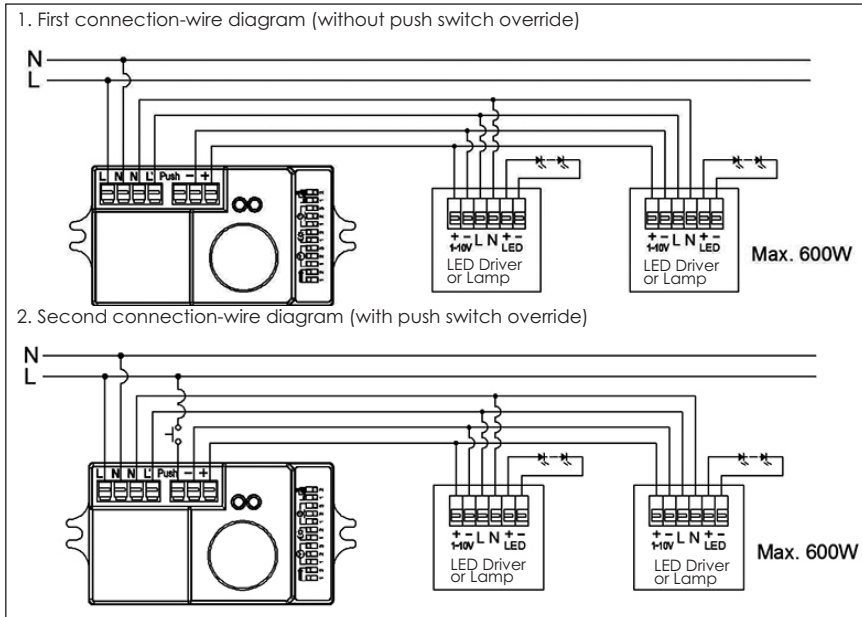 1. First connection-wire diagram (without push switch override)
N
L
L N N L' Push - +
+ - L N + -
1-10V LED
LED Driver
or Lamp
+ - L N + -
1-10V LED
LED Driver
or Lamp
Max. 600W
2. Second connection-wire diagram (with push switch override)
N
L
L N N L' Push - +
+ - L N + -
1-10V LED
LED Driver
or Lamp
+ - L N + -
1-10V LED
LED Driver
or Lamp
Max. 600W